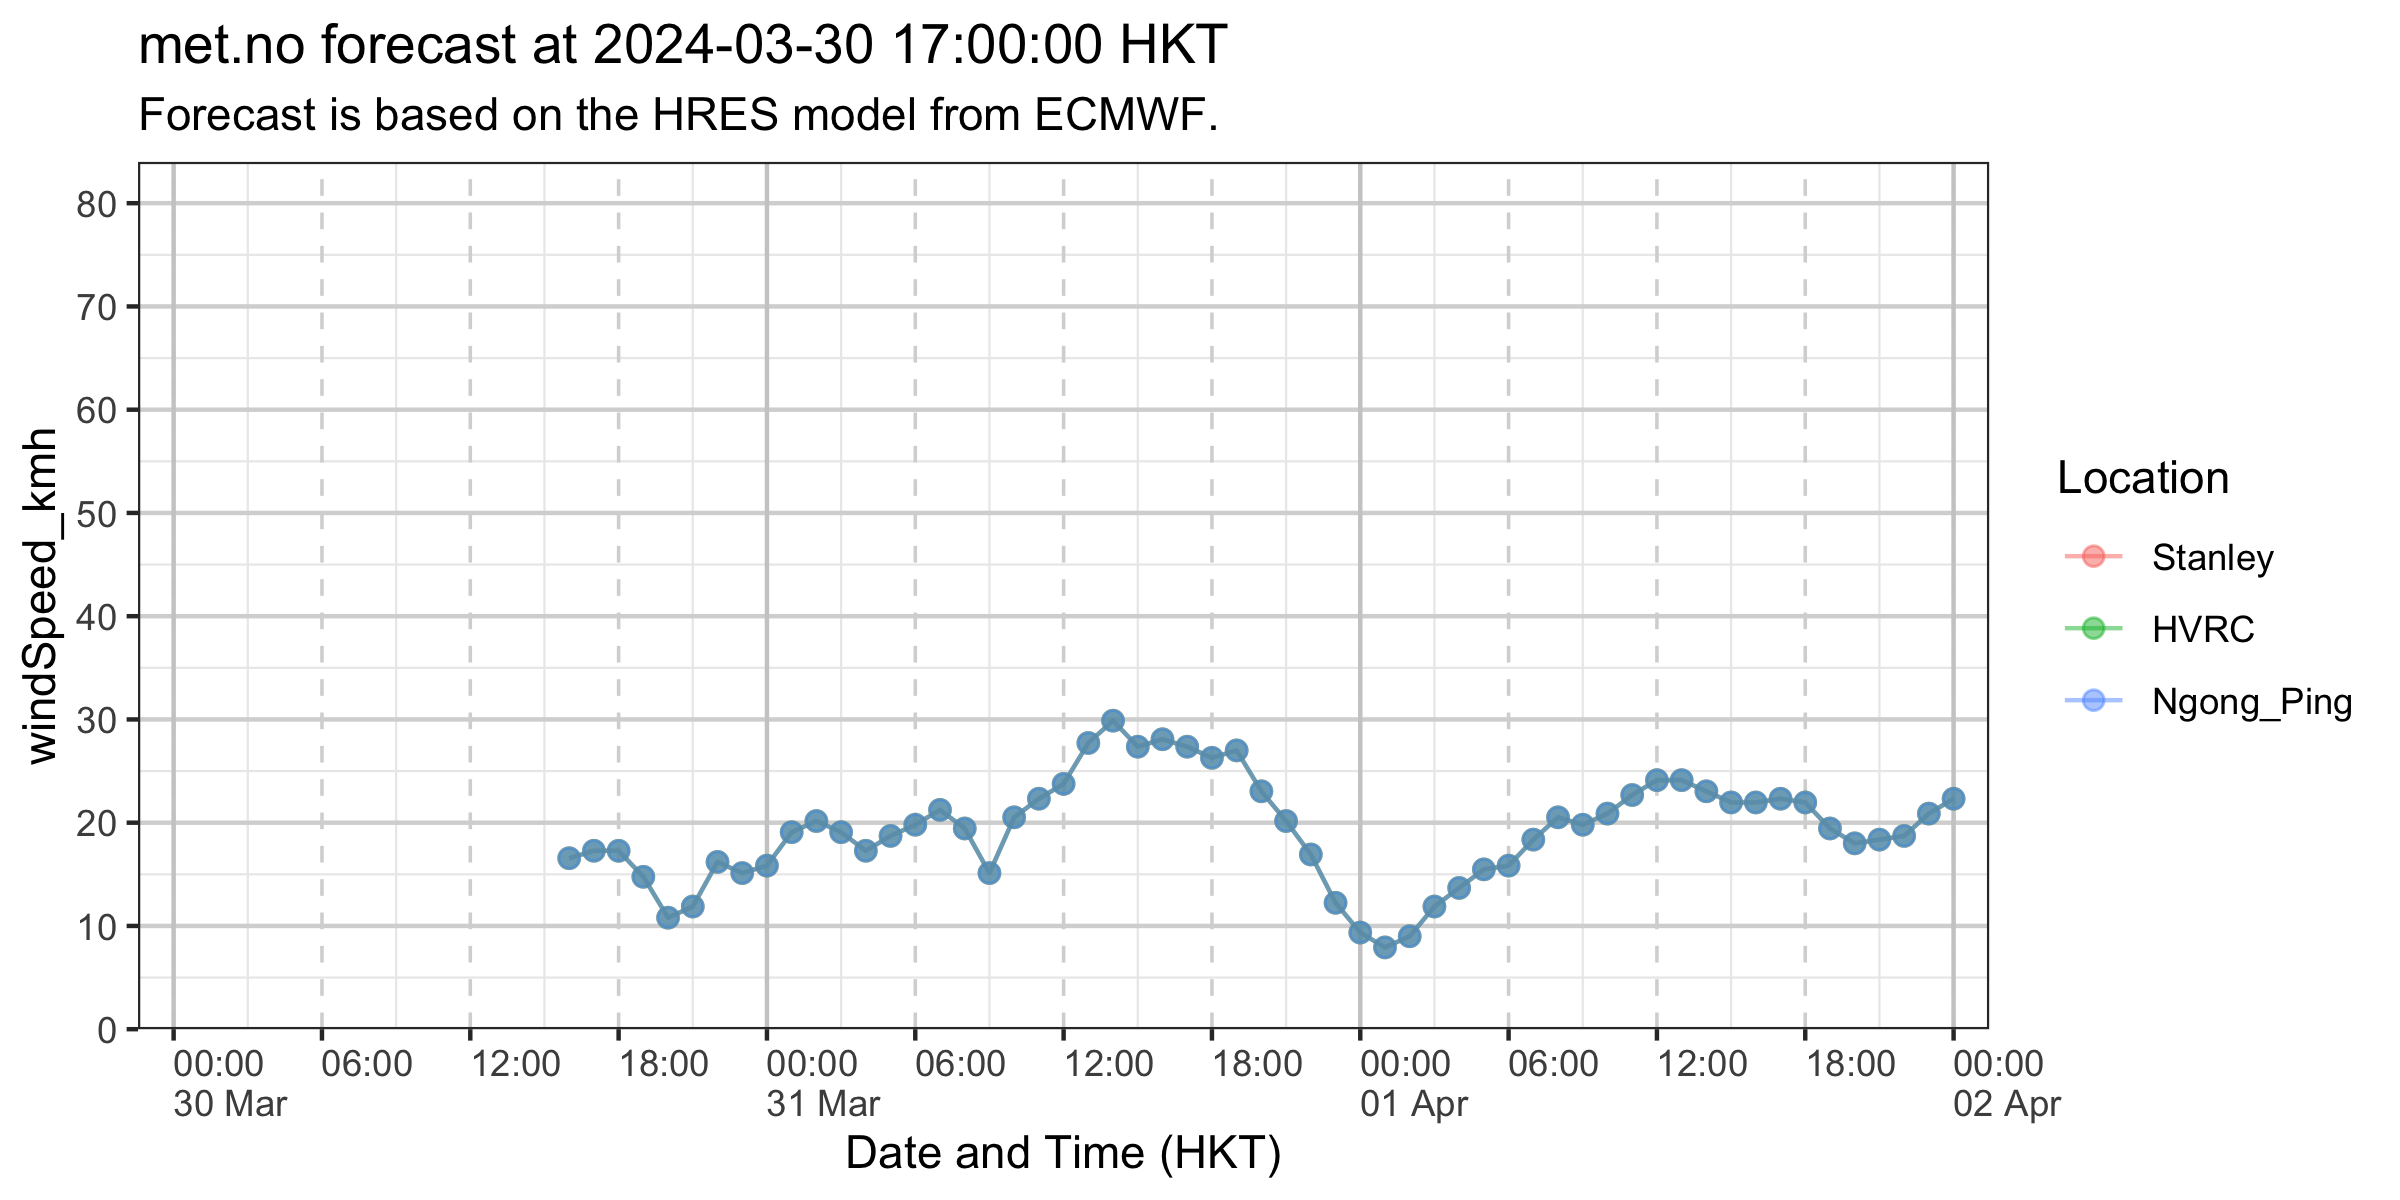 met.no forecast at 2024-03-30 17:00:00 HKT
Forecast is based on the HRES model from ECMWF.
windSpeed_kmh
80
70
60
50
40
30
20
10
0
00:00 06:00 12:00 18:00 00:00 06:00 12:00 18:00 00:00 06:00 12:00 18:00 00:00
30 Mar 31 Mar 01 Apr 02 Apr
Date and Time (HKT)
Location
Stanley
HVRC
Ngong_Ping